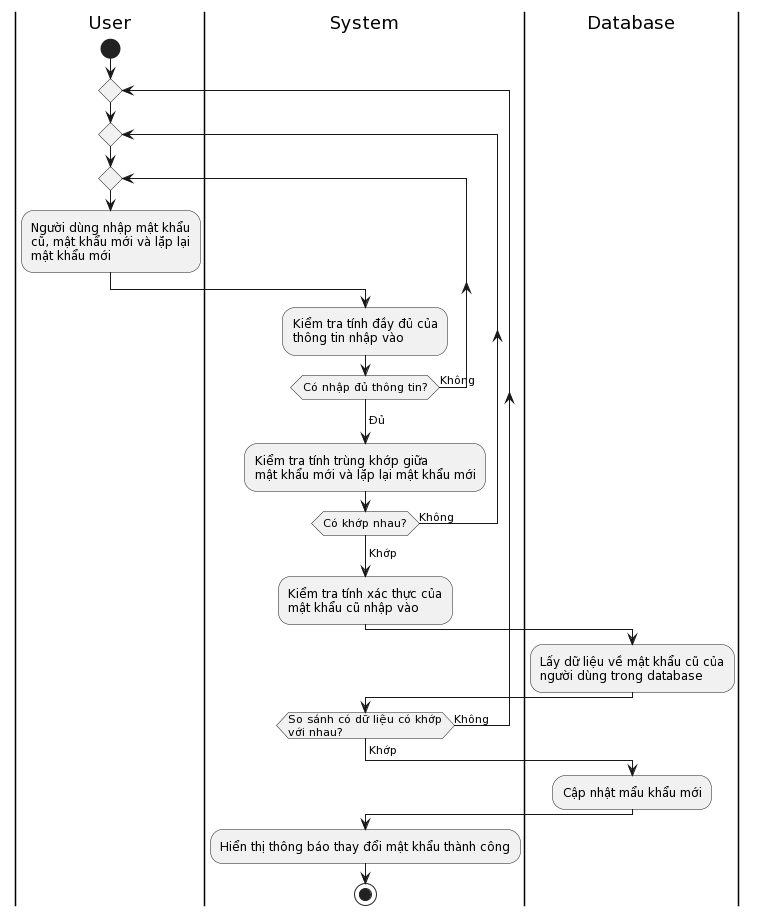 User
System
Database
Người dùng nhập mật khẩu
cũ, mật khẩu mới và lặp lại
mật khẩu mới
Kiểm tra tính đầy đủ của
thông tin nhập vào
Có nhập đủ thông tin?
Không
Đủ
Kiểm tra tính trùng khớp giữa
mật khẩu mới và lặp lại mật khẩu mới
Có khớp nhau?
Không
Khớp
Kiểm tra tính xác thực của
mật khẩu cũ nhập vào
Lấy dữ liệu về mật khẩu cũ của
người dùng trong database
So sánh có dữ liệu có khớp
với nhau?
Không
Khớp
Cập nhật mẩu khẩu mới
Hiển thị thông báo thay đổi mật khẩu thành công